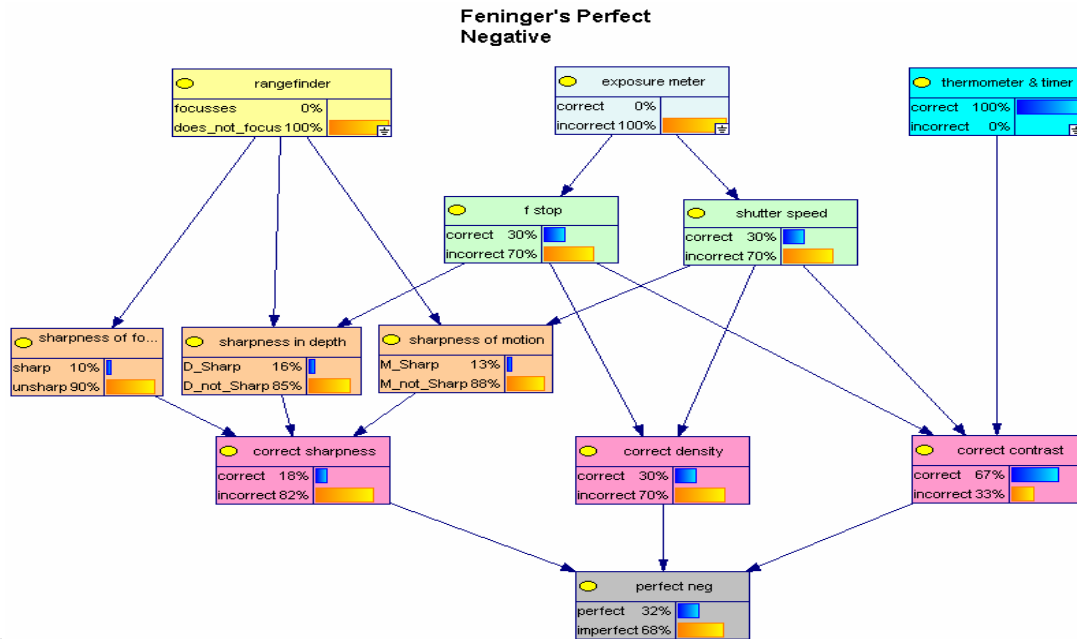 Feninger's Perfect
Negative
rangefinder
focusses 0%
does_not_focus 100%
exposure meter
correct 0%
incorrect 100%
thermometer & timer
correct 100%
incorrect 0%
f stop
correct 30%
incorrect 70%
shutter speed
correct 30%
incorrect 70%
sharpness of fo...
sharp 10%
unsharp 90%
sharpness in depth
D_Sharp 16%
D_not_Sharp 85%
sharpness of motion
M_Sharp 13%
M_not_Sharp 88%
correct sharpness
correct 18%
incorrect 82%
correct density
correct 30%
incorrect 70%
correct contrast
correct 67%
incorrect 33%
perfect neg
perfect 32%
imperfect 68%